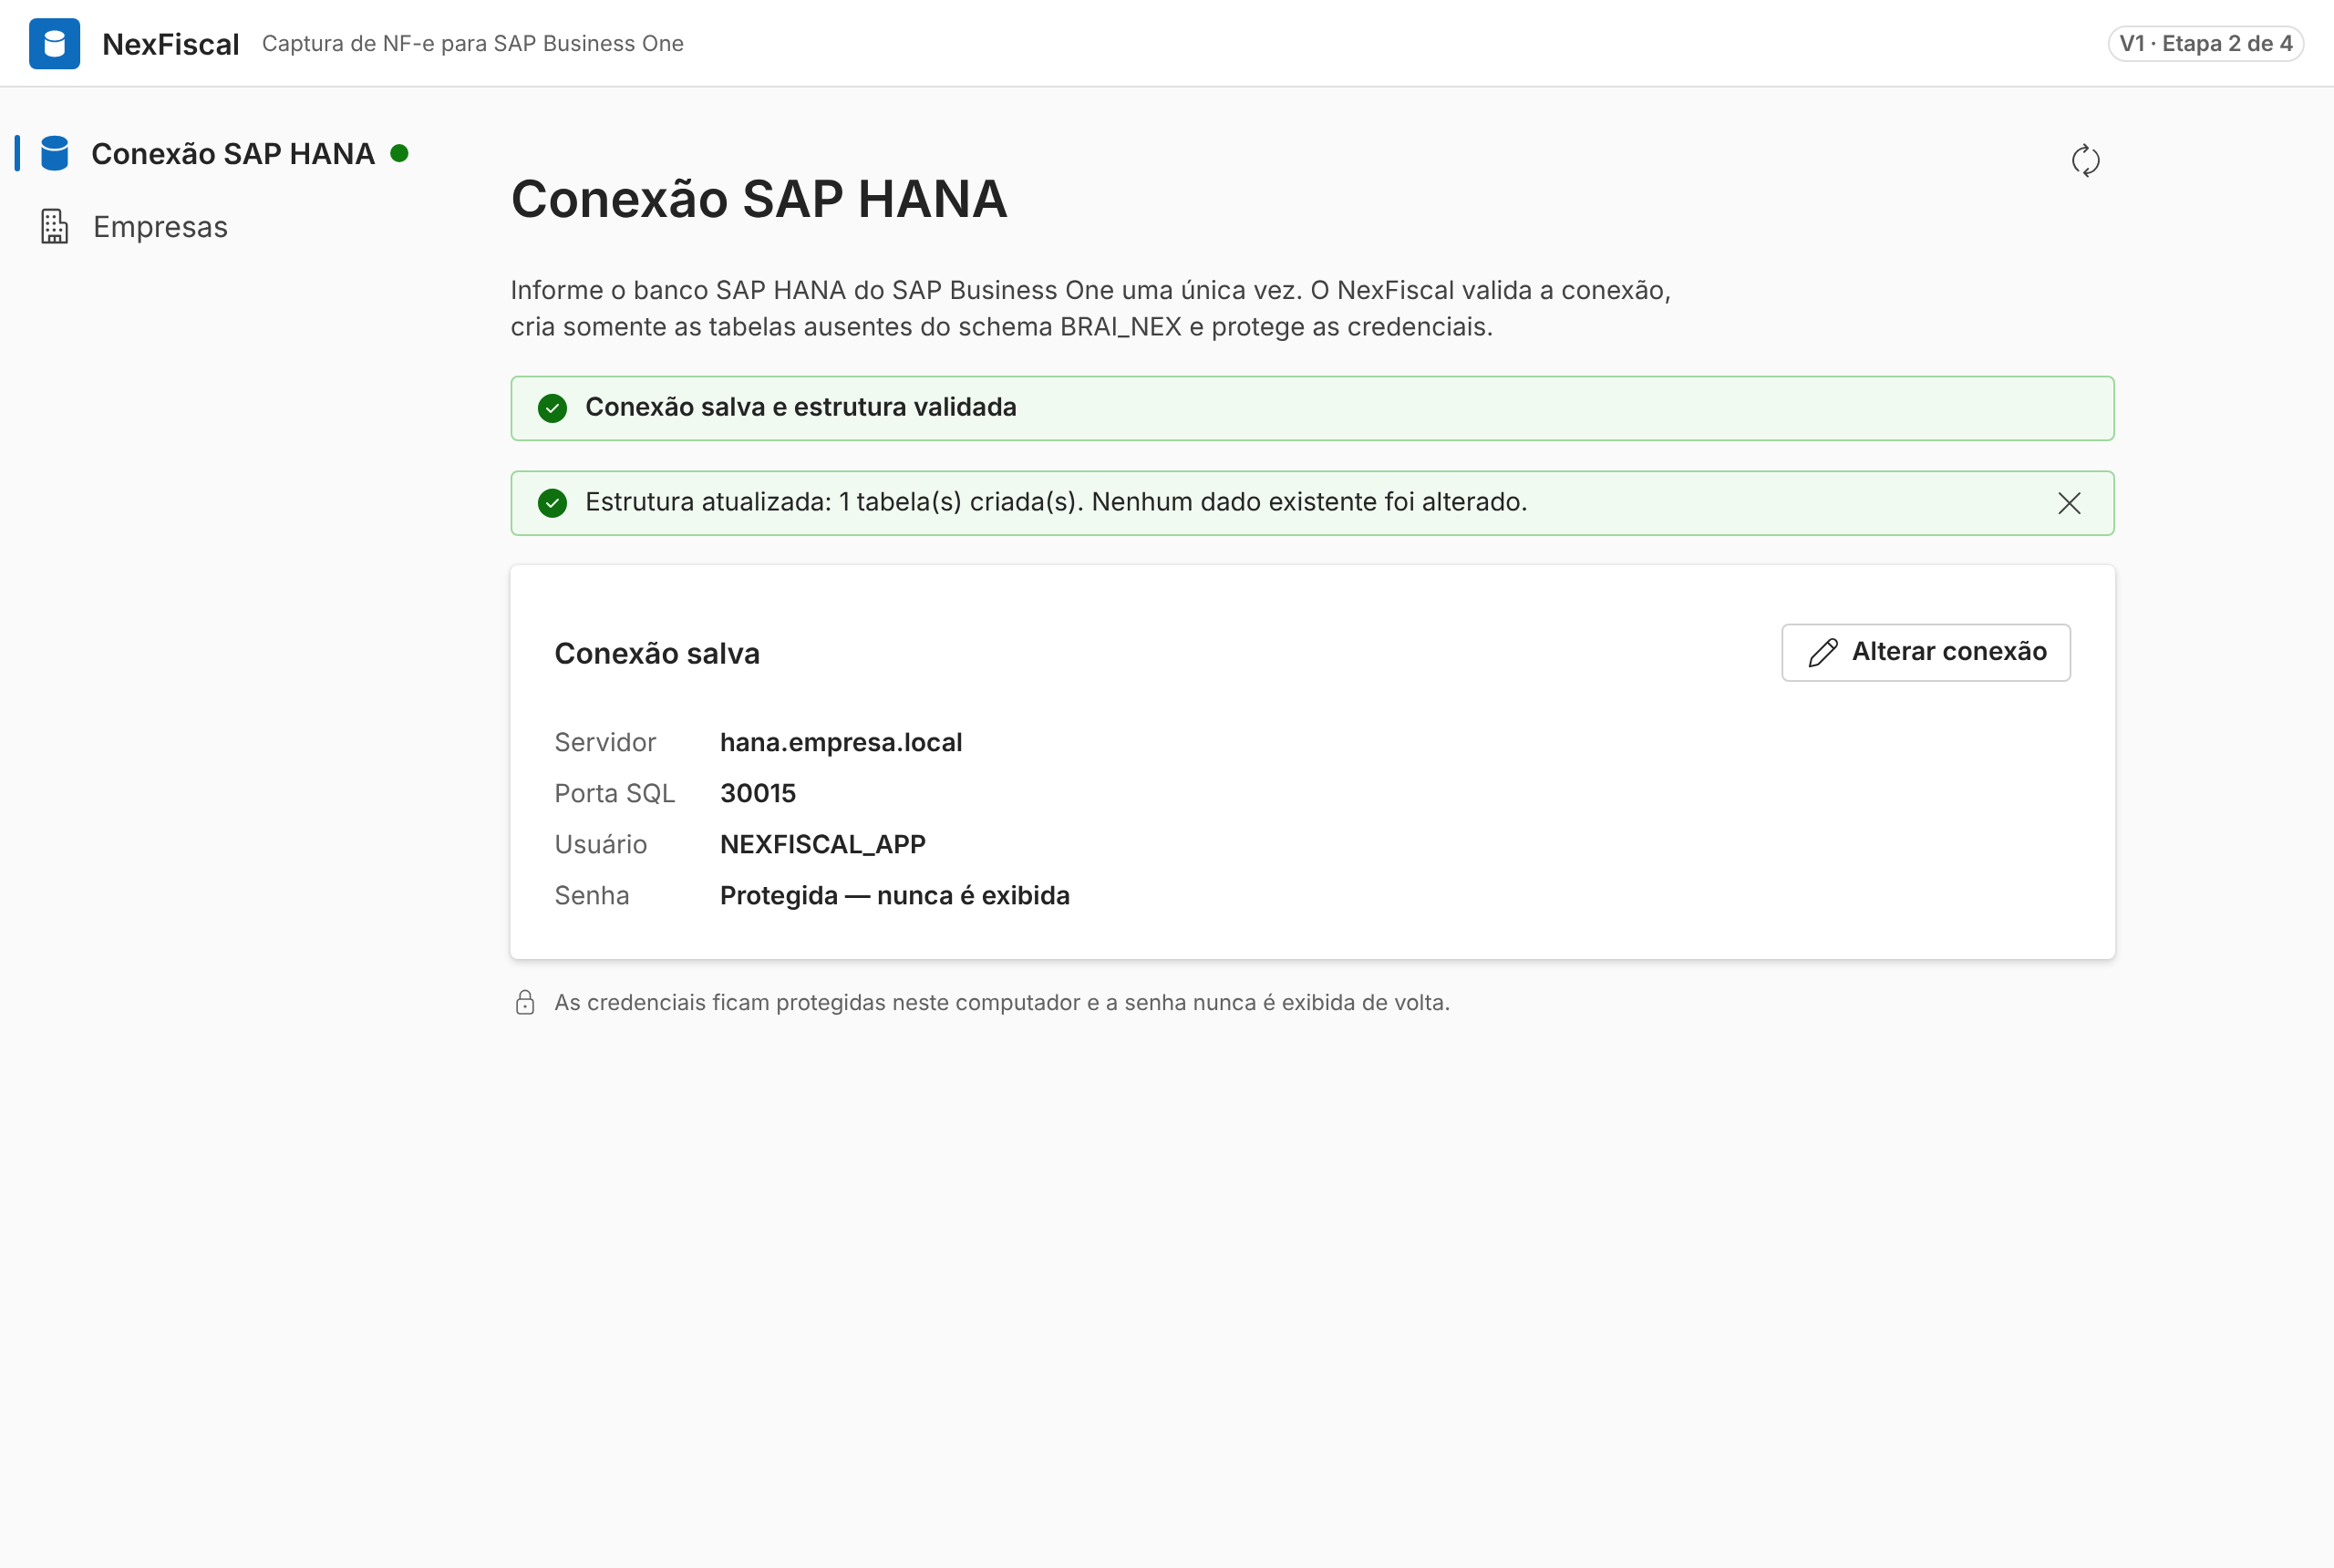 NexFiscal Captura de NF-e para SAP Business One
V1 · Etapa 2 de 4
Conexão SAP HANA
Empresas
Conexão SAP HANA
Informe o banco SAP HANA do SAP Business One uma única vez. O NexFiscal valida a conexão,
cria somente as tabelas ausentes do schema BRAI_NEX e protege as credenciais.
Conexão salva e estrutura validada
Estrutura atualizada: 1 tabela(s) criada(s). Nenhum dado existente foi alterado.
Conexão salva
Alterar conexão
Servidor hana.empresa.local
Porta SQL 30015
Usuário NEXFISCAL_APP
Senha Protegida — nunca é exibida
As credenciais ficam protegidas neste computador e a senha nunca é exibida de volta.